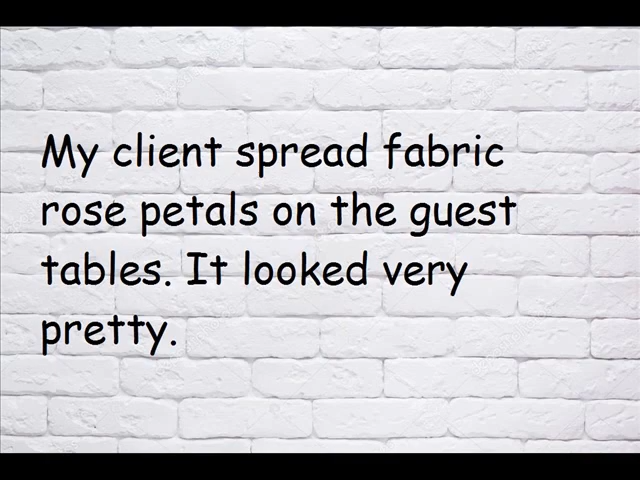 My client spread fabric
rose petals on the guest
tables. It looked very
pretty.